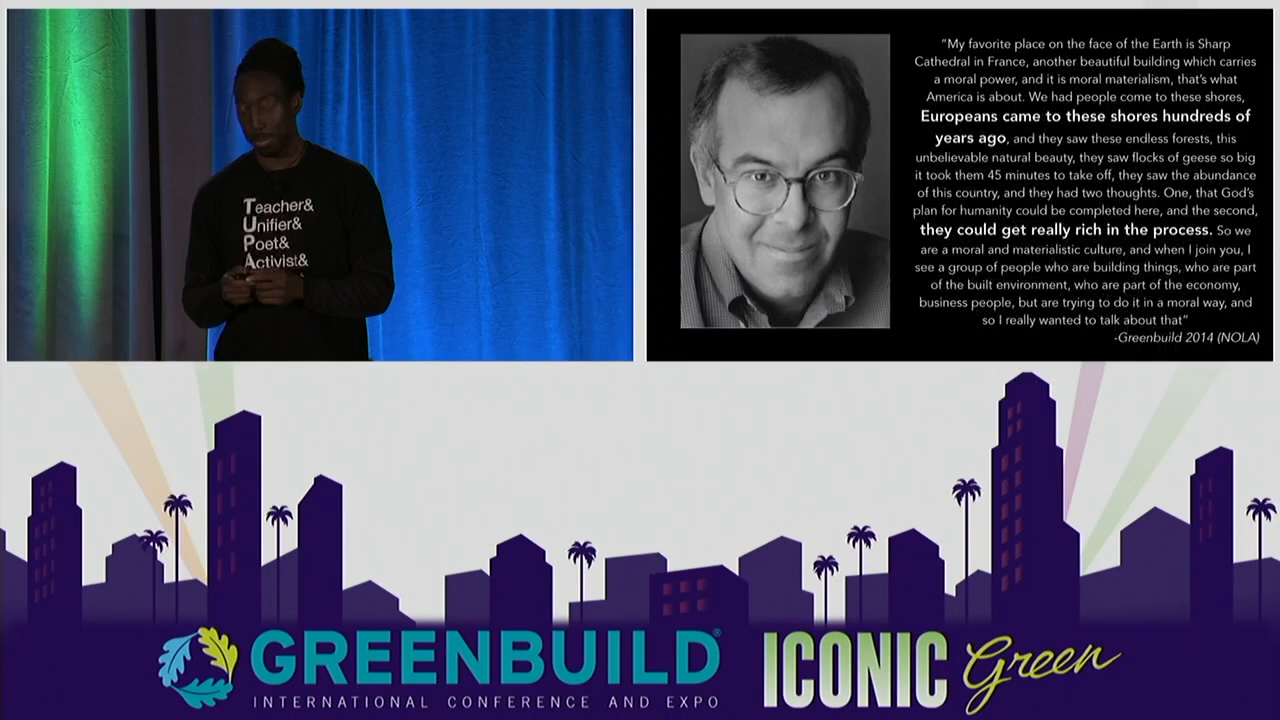 Teacher&
Unifier&
Poet&
Activist&
“My favorite place on the face of the Earth is Sharp
Cathedral in France, another beautiful building which carries
a moral power, and it is moral materialism, that’s what
America is about. We had people come to these shores,
Europeans came to these shores hundreds of
years ago, and they saw these endless forests, this
unbelievable natural beauty, they saw flocks of geese so big
it took them 45 minutes to take off, they saw the abundance
of this country, and they had two thoughts. One, that God’s
plan for humanity could be completed here, and the second,
they could get really rich in the process. So we
are a moral and materialistic culture, and when I join you, I
see a group of people who are building things, who are part
of the built environment, who are part of the economy,
business people, but are trying to do it in a moral way, and
so I really wanted to talk about that”
-Greenbuild 2014 (NOLA)
GREENBUILD®
INTERNATIONAL CONFERENCE AND EXPO
ICONIC Green